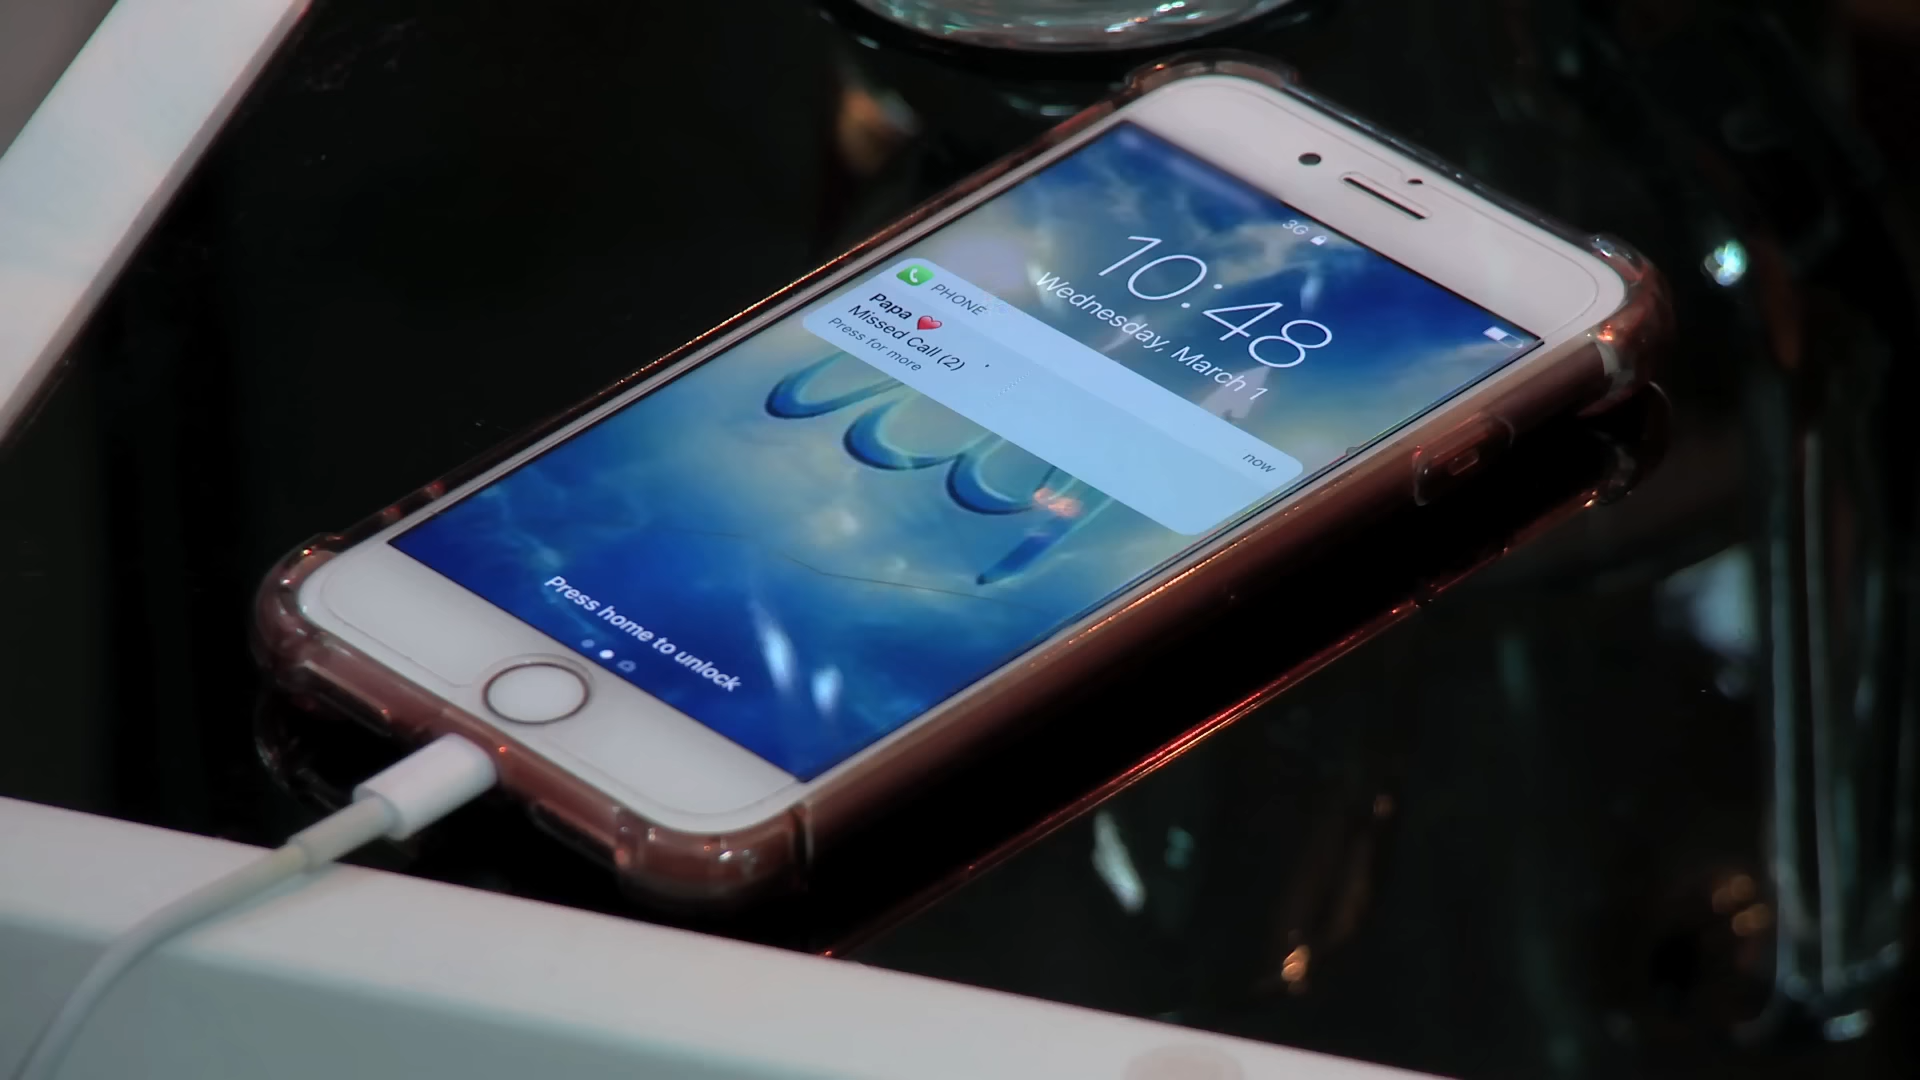 3G
10:48
Wednesday, March 1
PHONE
now
Papa ❤️
Missed Call (2)
Press for more
Press home to unlock